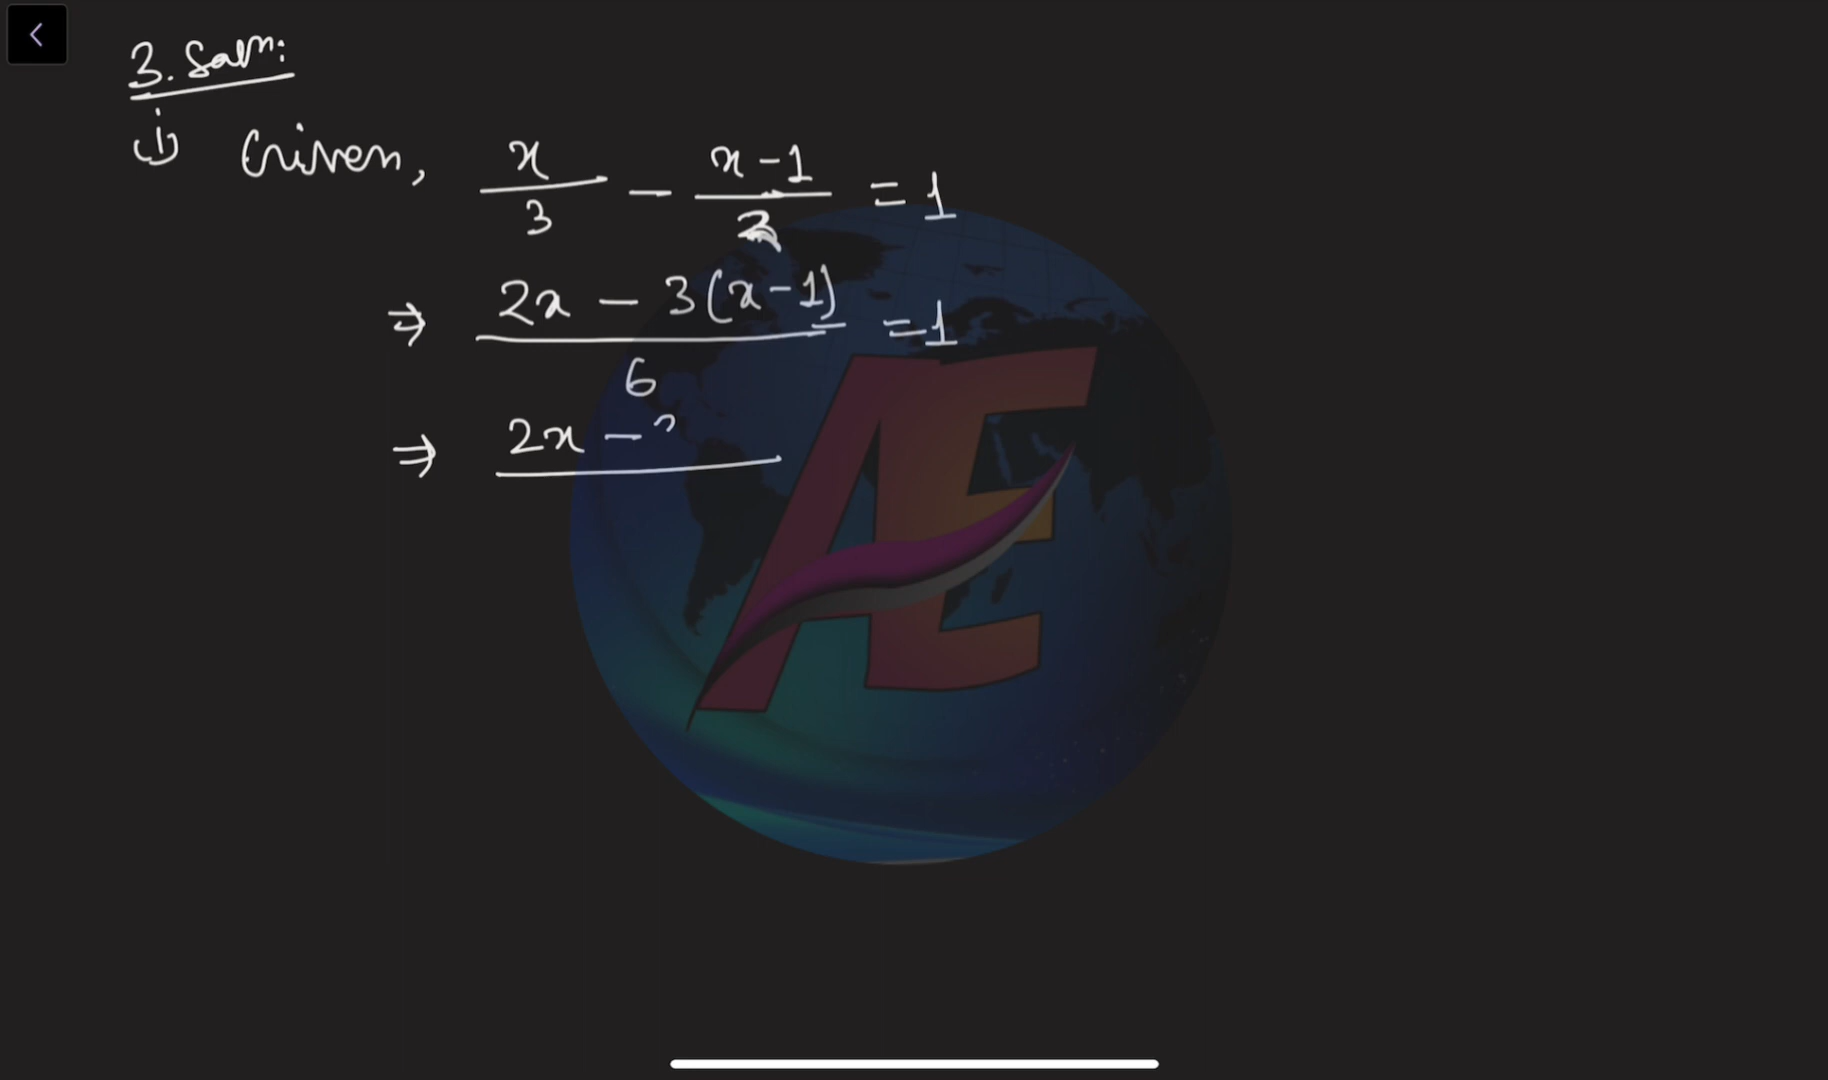 3. Soln:
i) Given, x/3 - x-1/2 = 1
⇒ 2x - 3(x-1)/6 = 1
⇒ 2x -
Æ